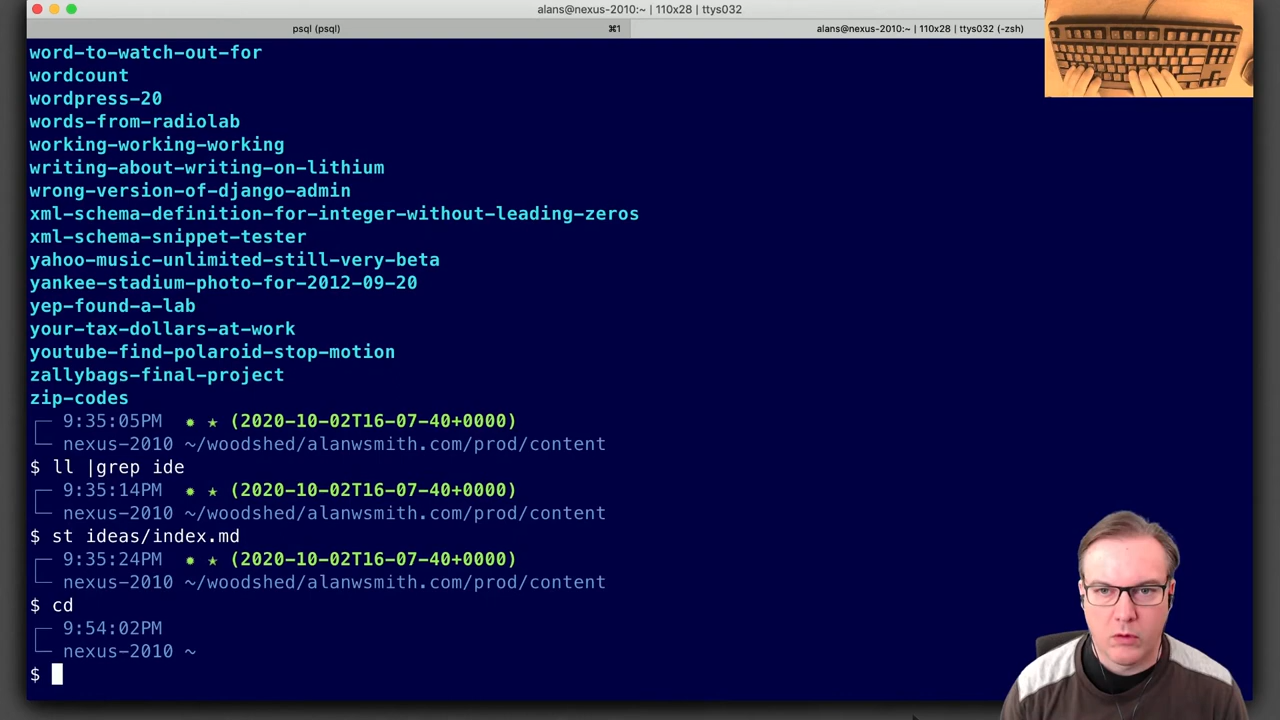 alans@nexus-2010:~ | 110x28 | ttys032
psql (psql) ⌘1 alans@nexus-2010:~ | 110x28 | ttys032 (-zsh)
word-to-watch-out-for
wordcount
wordpress-20
words-from-radiolab
working-working-working
writing-about-writing-on-lithium
wrong-version-of-django-admin
xml-schema-definition-for-integer-without-leading-zeros
xml-schema-snippet-tester
yahoo-music-unlimited-still-very-beta
yankee-stadium-photo-for-2012-09-20
yep-found-a-lab
your-tax-dollars-at-work
youtube-find-polaroid-stop-motion
zallybags-final-project
zip-codes
9:35:05PM ✹ ★ (2020-10-02T16-07-40+0000)
nexus-2010 ~/woodshed/alanwsmith.com/prod/content
$ ll |grep ide
9:35:14PM ✹ ★ (2020-10-02T16-07-40+0000)
nexus-2010 ~/woodshed/alanwsmith.com/prod/content
$ st ideas/index.md
9:35:24PM ✹ ★ (2020-10-02T16-07-40+0000)
nexus-2010 ~/woodshed/alanwsmith.com/prod/content
$ cd
9:54:02PM
nexus-2010 ~
$